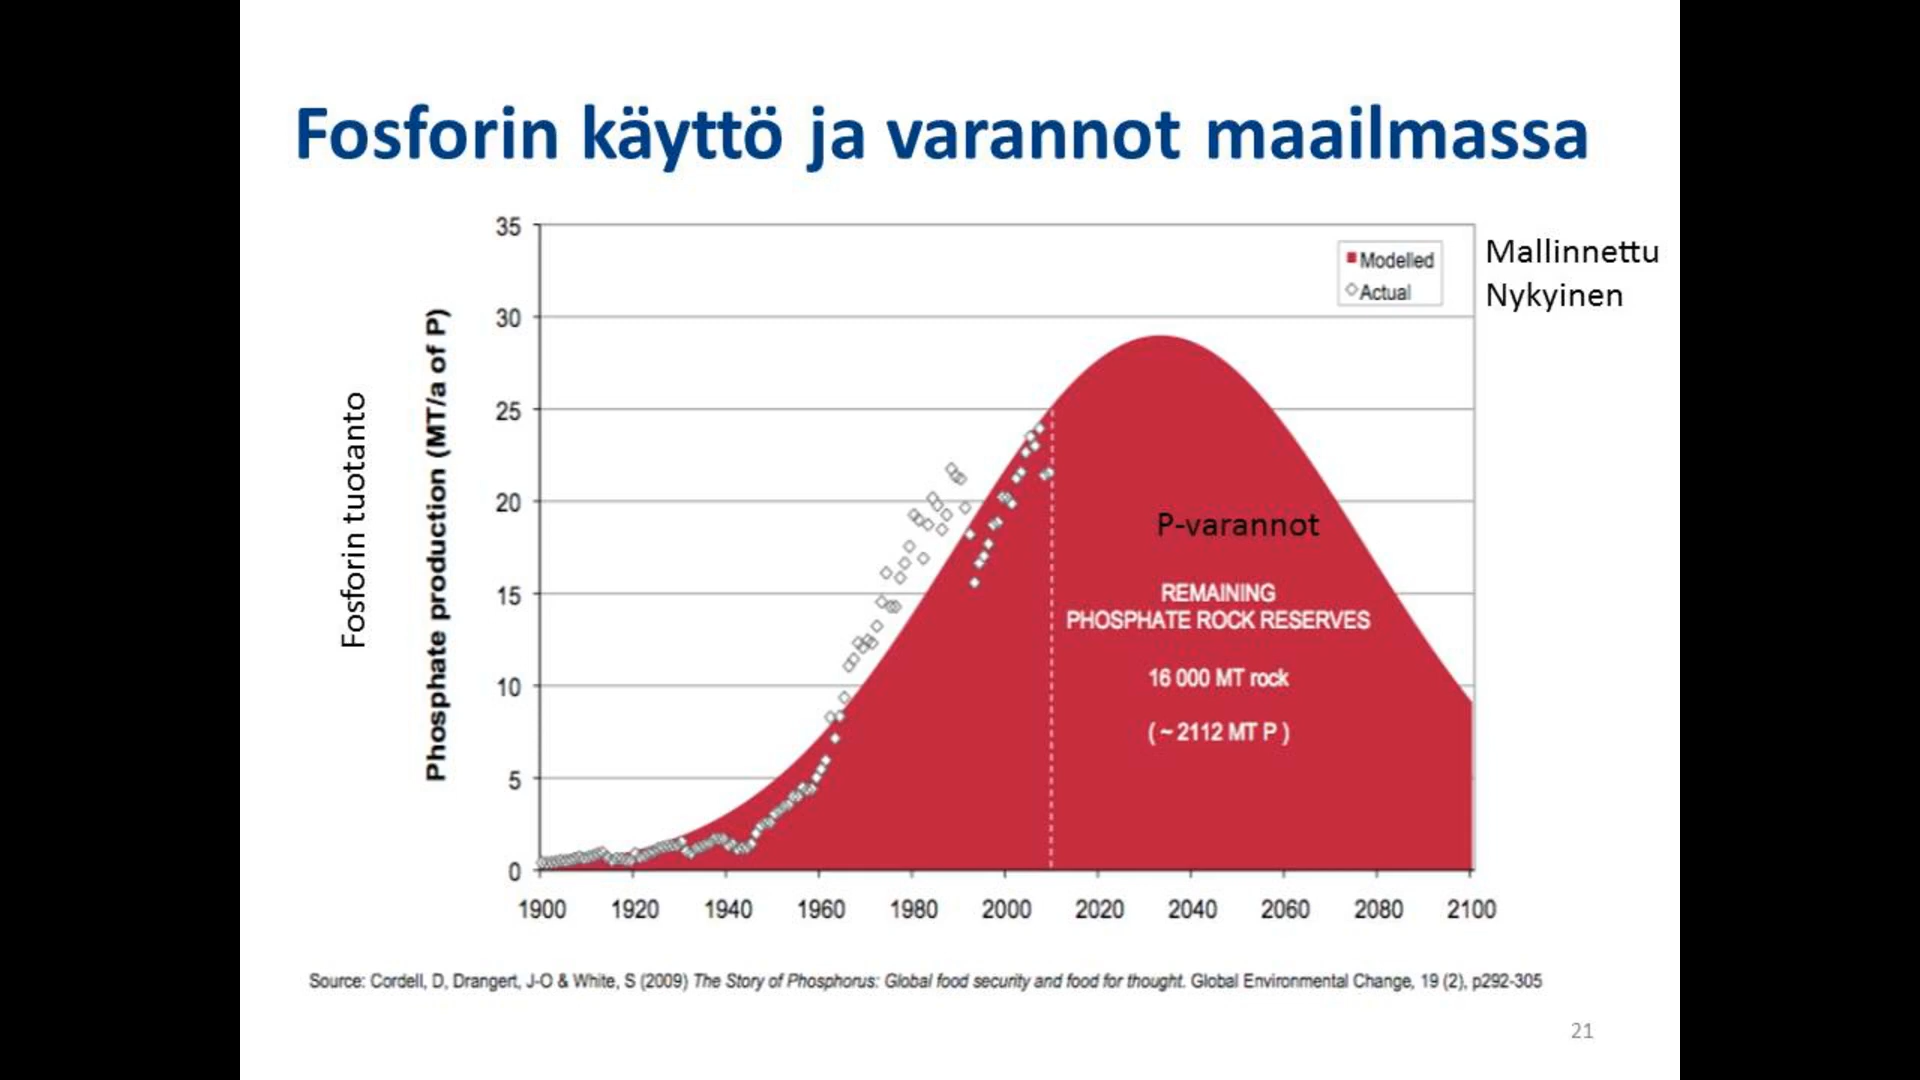 Fosforin käyttö ja varannot maailmassa
Fosforin tuotanto
Phosphate production (MT/a of P)
35
30
25
20
15
10
5
0
Modelled
Actual
Mallinnettu
Nykyinen
P-varannot
REMAINING
PHOSPHATE ROCK RESERVES
16 000 MT rock
( ~ 2112 MT P )
1900 1920 1940 1960 1980 2000 2020 2040 2060 2080 2100
Source: Cordell, D, Drangert, J-O & White, S (2009) The Story of Phosphorus: Global food security and food for thought. Global Environmental Change, 19 (2), p292-305
21